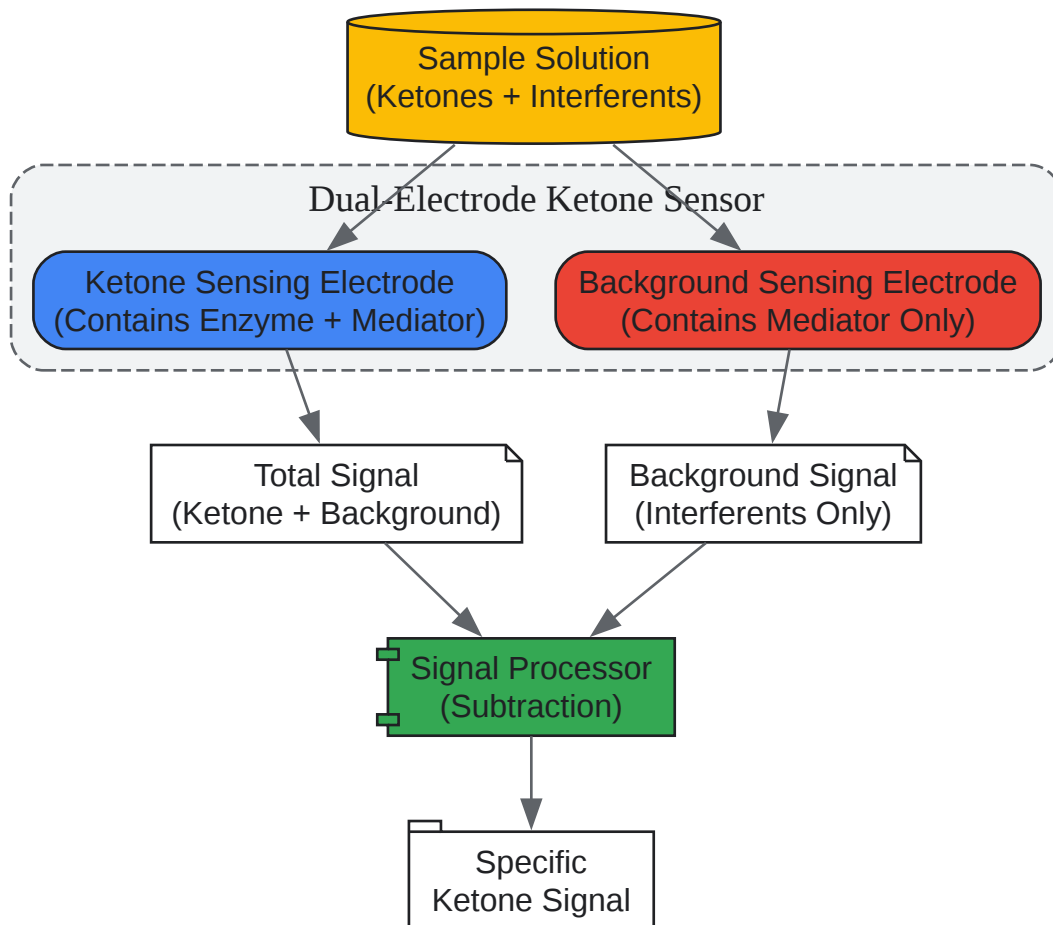 Sample Solution
(Ketones + Interferents)
Dual-Electrode Ketone Sensor
Ketone Sensing Electrode
(Contains Enzyme + Mediator)
Background Sensing Electrode
(Contains Mediator Only)
Total Signal
(Ketone + Background)
Background Signal
(Interferents Only)
Signal Processor
(Subtraction)
Specific
Ketone Signal